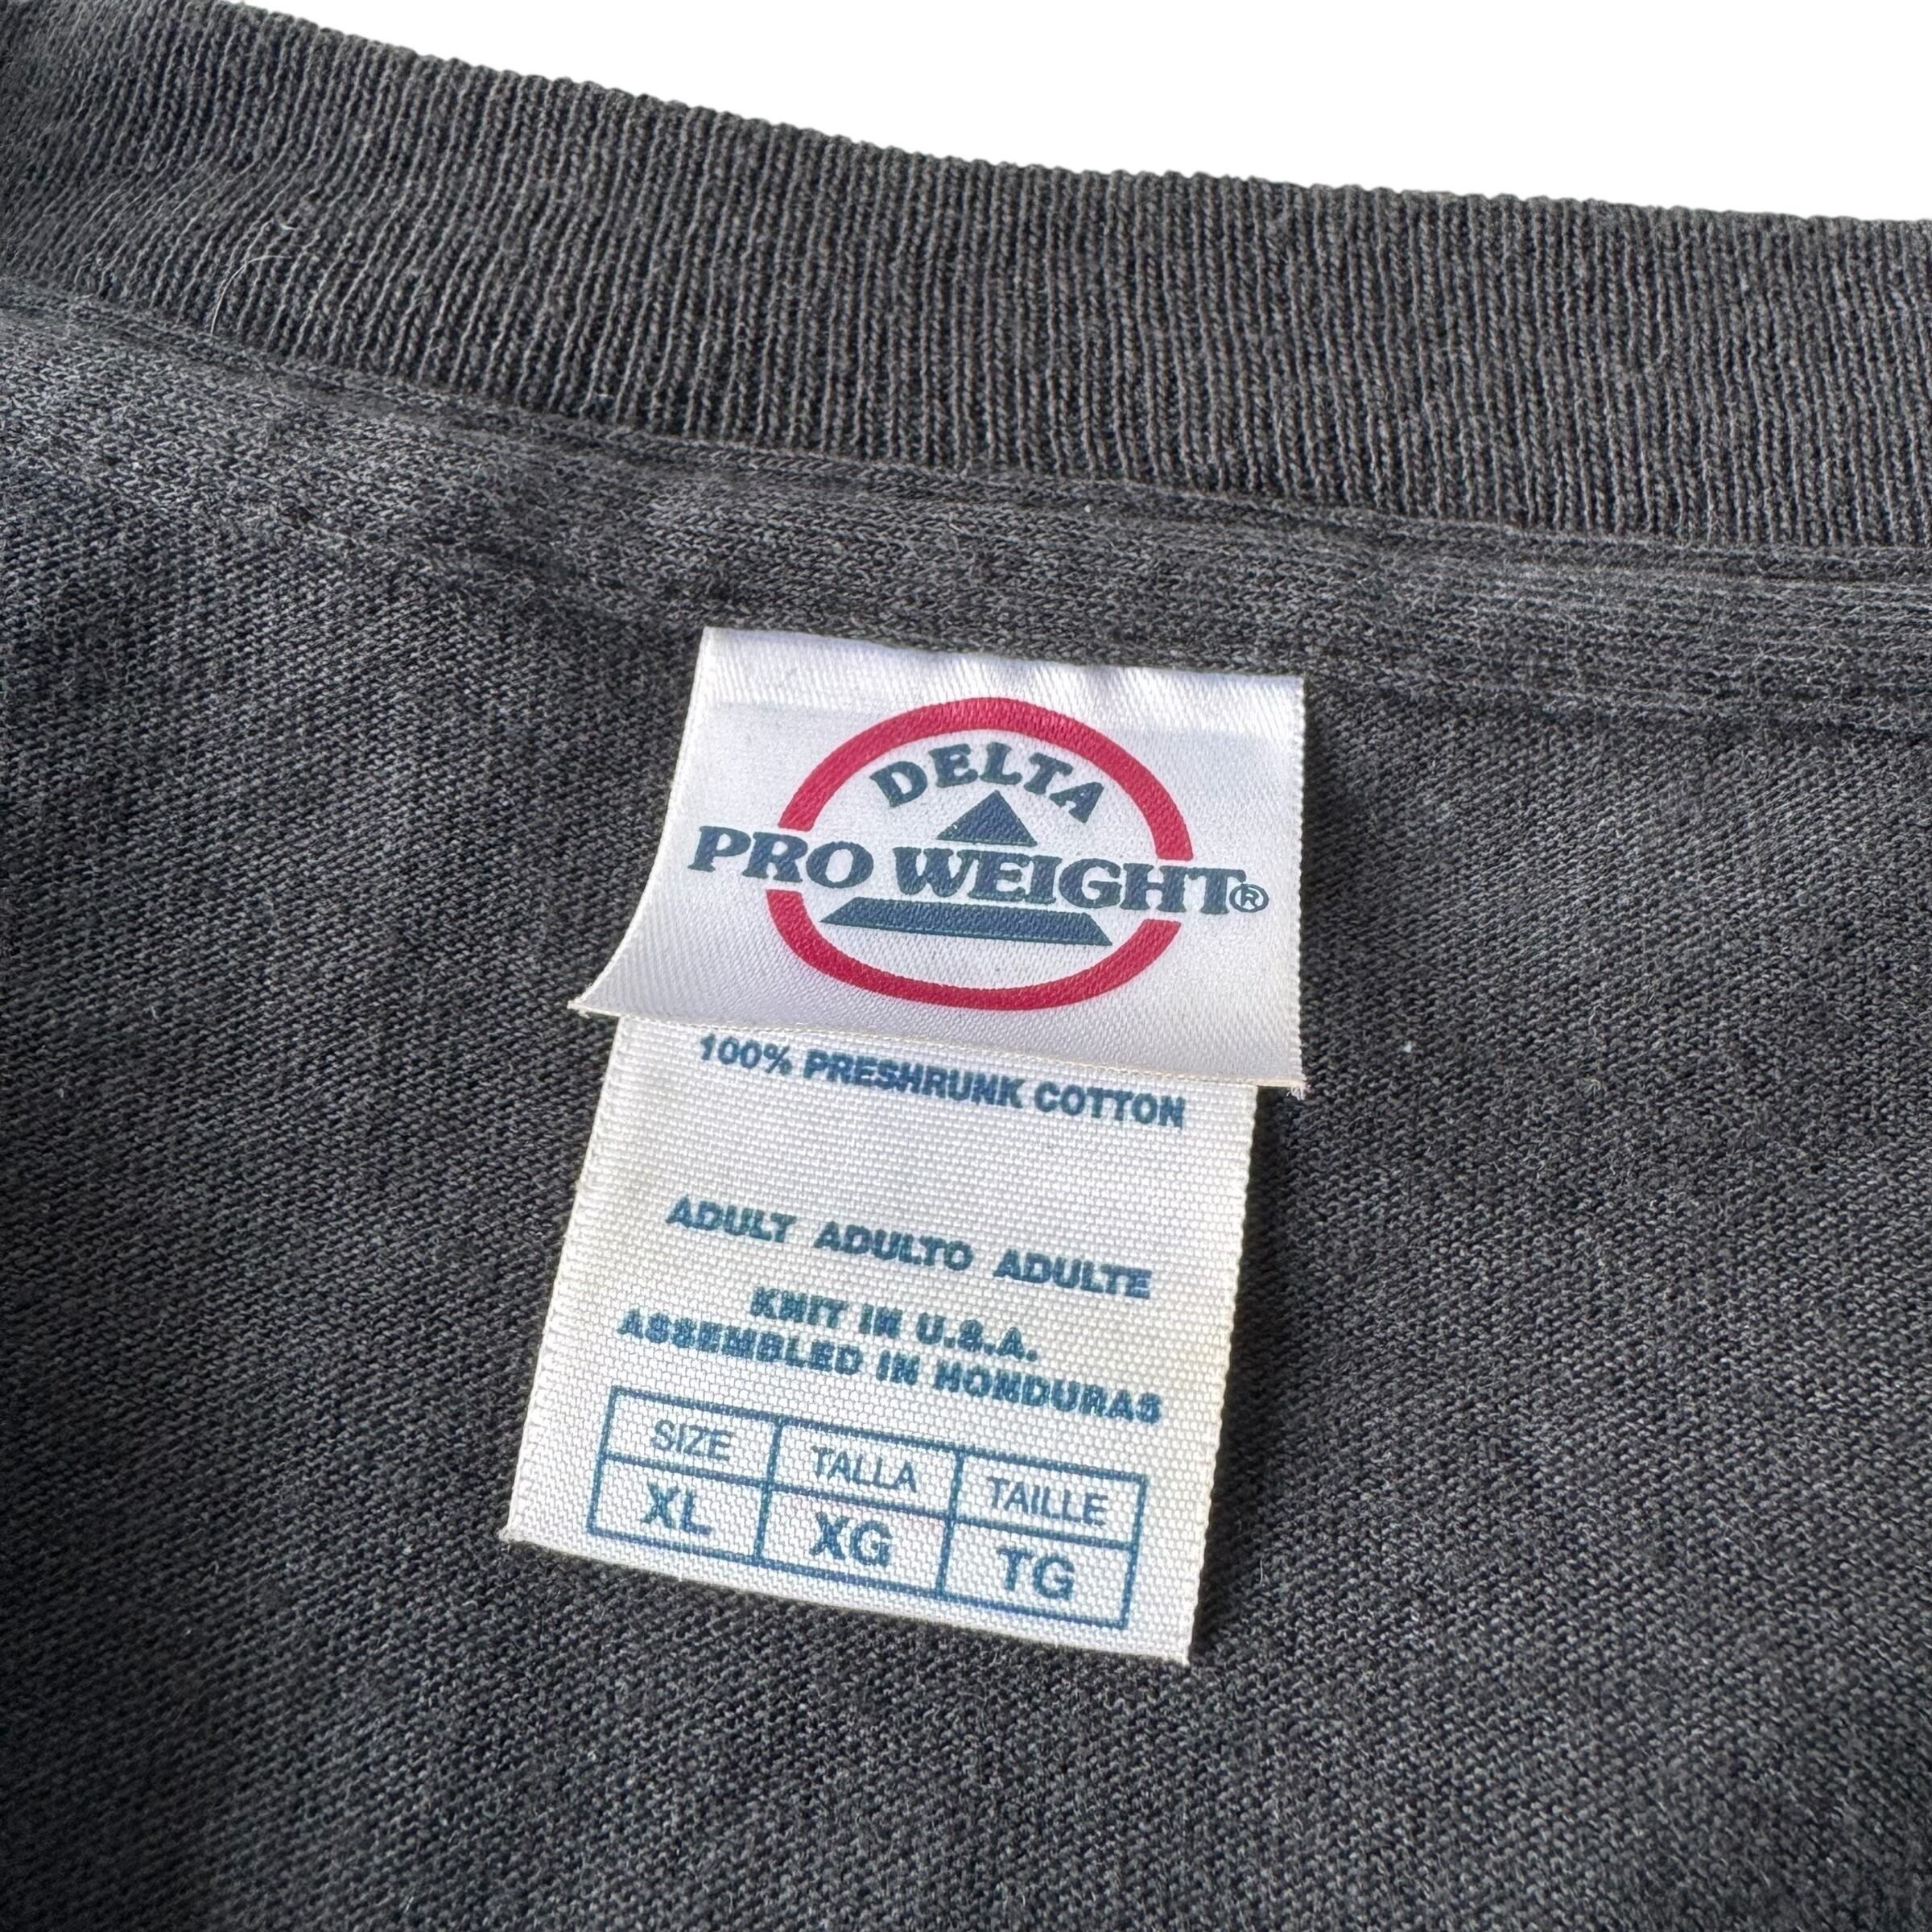 DELTA
PRO WEIGHT®
100% PRESHRUNK COTTON
ADULT ADULTO ADULTE
KNIT IN U.S.A.
ASSEMBLED IN HONDURAS
SIZE TALLA TAILLE
XL XG TG